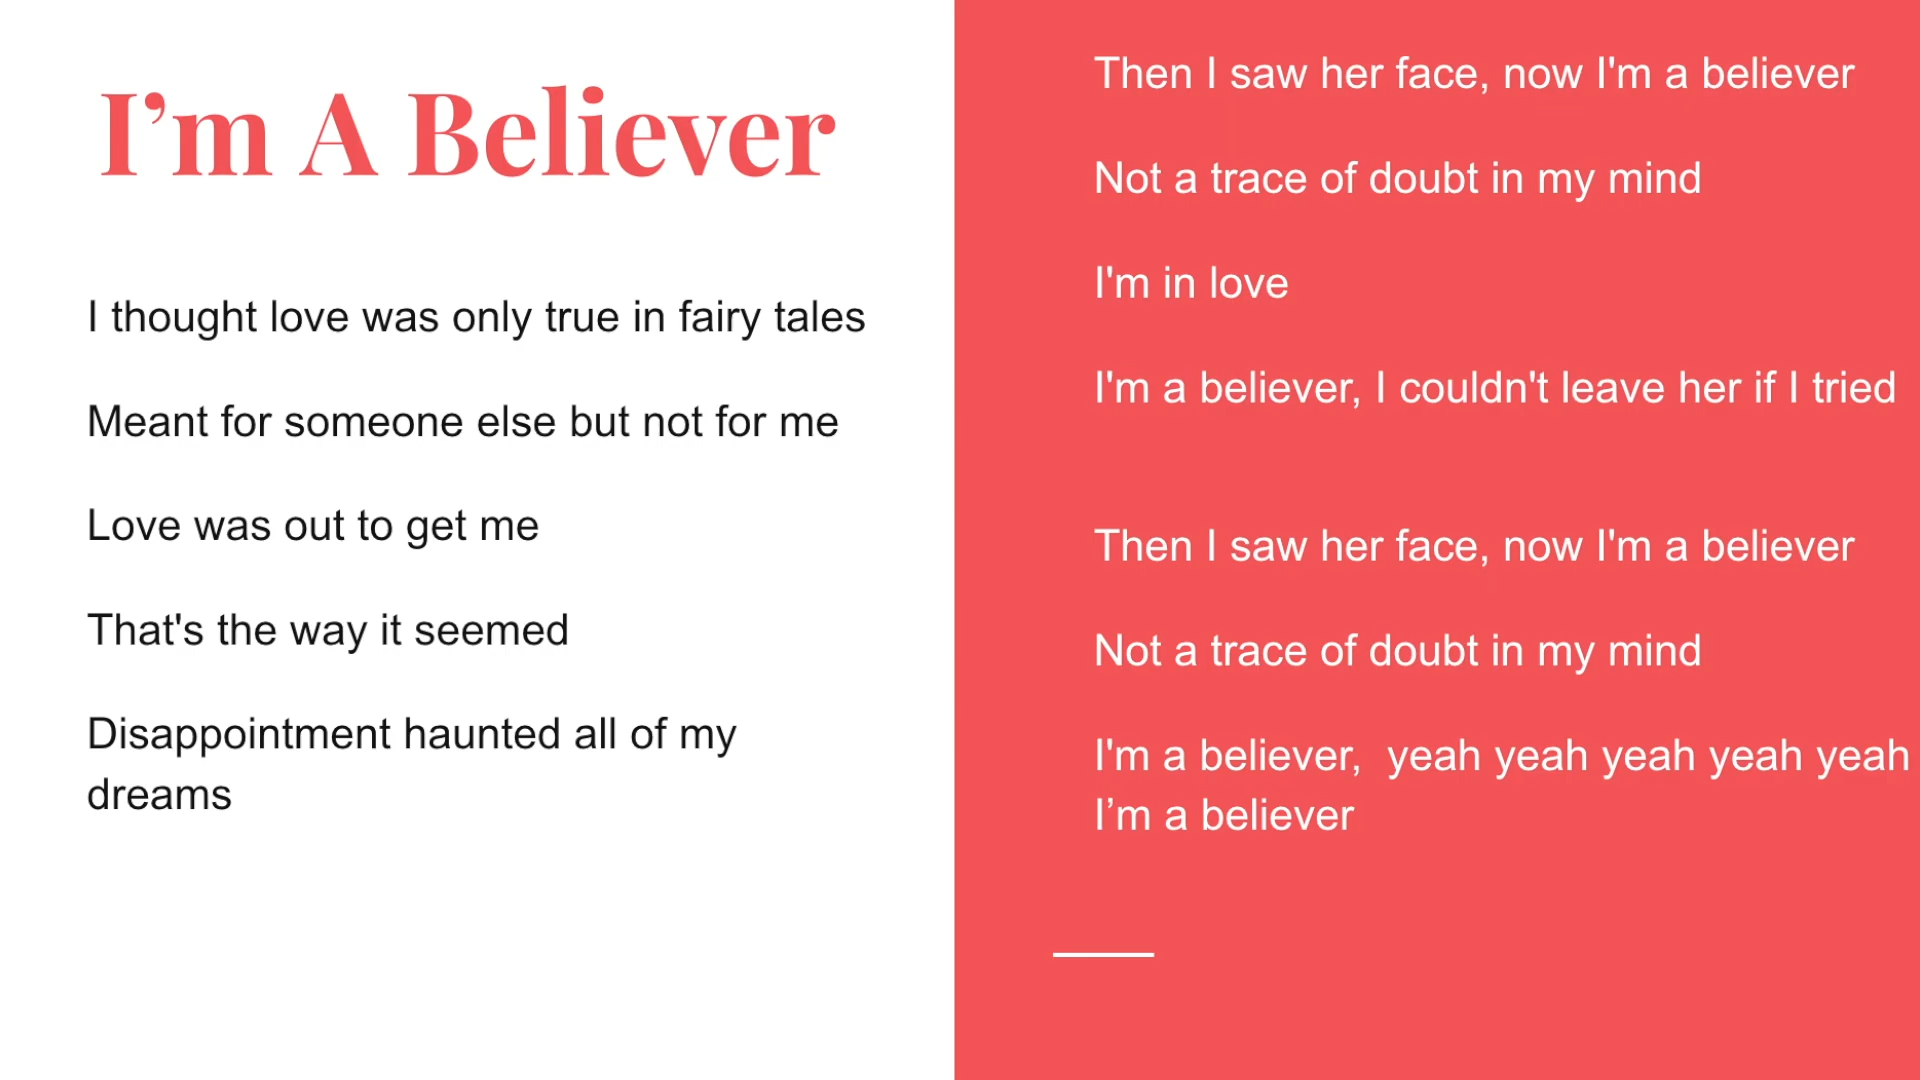 I’m A Believer
I thought love was only true in fairy tales
Meant for someone else but not for me
Love was out to get me
That's the way it seemed
Disappointment haunted all of my
dreams
Then I saw her face, now I'm a believer
Not a trace of doubt in my mind
I'm in love
I'm a believer, I couldn't leave her if I tried
Then I saw her face, now I'm a believer
Not a trace of doubt in my mind
I'm a believer,  yeah yeah yeah yeah yeah
I’m a believer